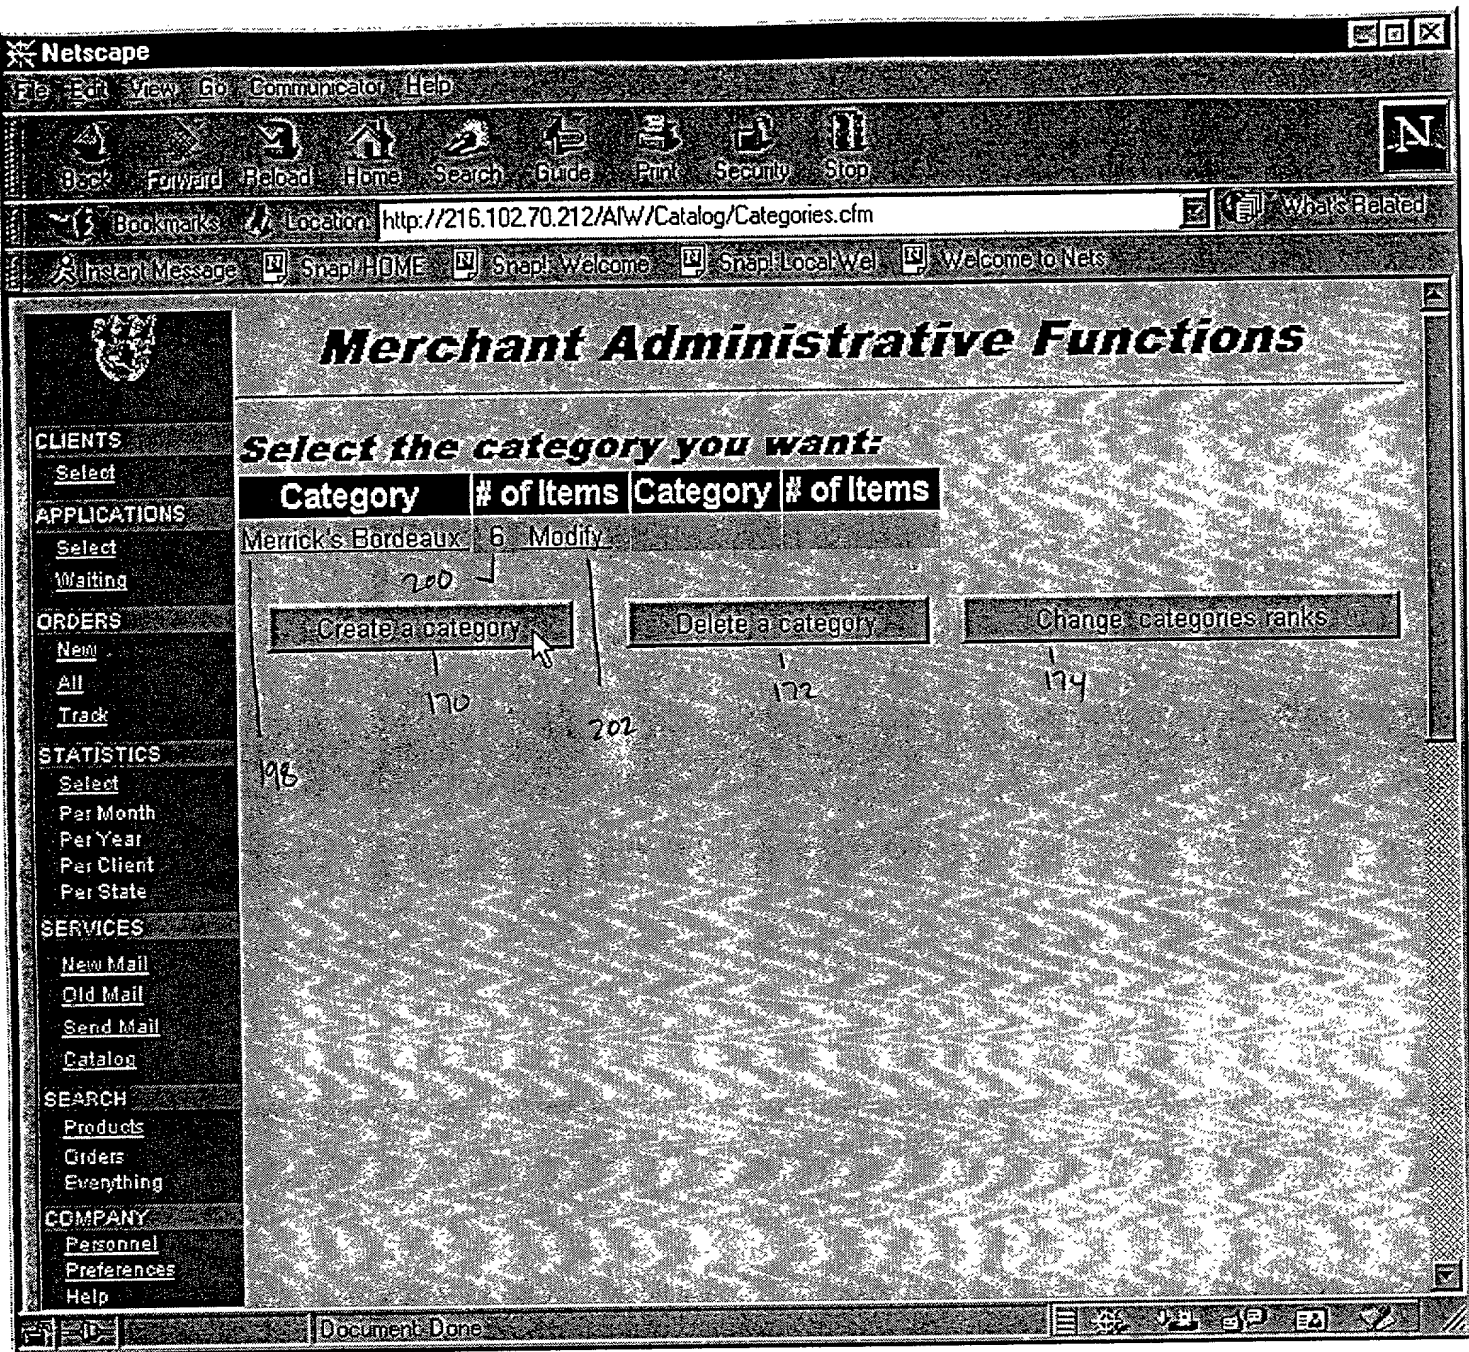 Netscape
File Edit View Go Communicator Help
N
Back Forward Reload Home Search Guide Print Security Stop
Bookmarks Location: http://216.102.70.212/AIW/Catalog/Categories.cfm What's Related
Instant Message Snap! HOME Snap! Welcome Snap! Local: Wel Welcome to Nets
Merchant Administrative Functions
Select the category you want:
Category # of Items Category # of Items
Merrick's Bordeaux 6 Modify
200
Create a category Delete a category Change categories ranks
170 202 172 174
198
CLIENTS
Select
APPLICATIONS
Select
Waiting
ORDERS
New
All
Track
STATISTICS
Select
Per Month
Per Year
Per Client
Per State
SERVICES
New Mail
Old Mail
Send Mail
Catalog
SEARCH
Products
Orders
Everything
COMPANY
Personnel
Preferences
Help
Document: Done